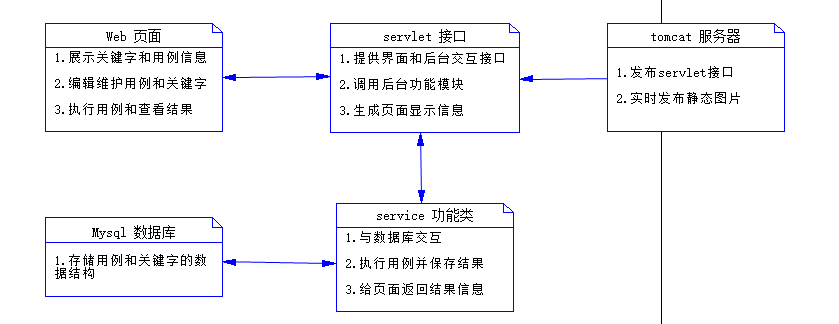 Web 页面
1.展示关键字和用例信息
2.编辑维护用例和关键字
3.执行用例和查看结果
servlet 接口
1.提供界面和后台交互接口
2.调用后台功能模块
3.生成页面显示信息
tomcat 服务器
1.发布servlet接口
2.实时发布静态图片
Mysql 数据库
1.存储用例和关键字的数
据结构
service 功能类
1.与数据库交互
2.执行用例并保存结果
3.给页面返回结果信息